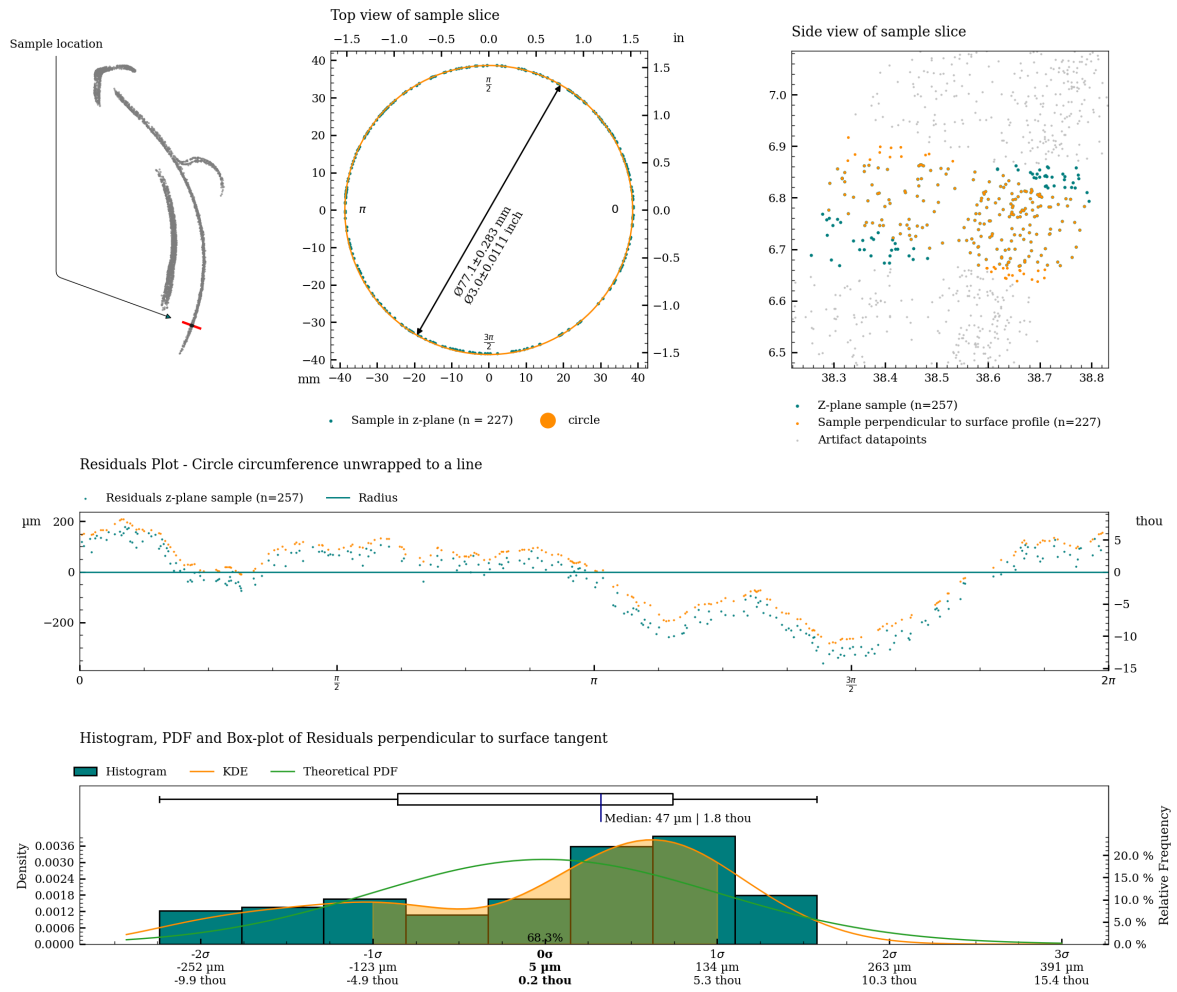 Sample location
Top view of sample slice
−1.5 −1.0 −0.5 0.0 0.5 1.0 1.5 in
40
30
20
10
0
−10
−20
−30
−40
mm
1.5
1.0
0.5
0.0
−0.5
−1.0
−1.5
π/2
π
0
3π/2
Ø77.1±0.283 mm
Ø3.0±0.0111 inch
−40 −30 −20 −10 0 10 20 30 40
Sample in z-plane (n = 227)
circle
Side view of sample slice
7.0
6.9
6.8
6.7
6.6
6.5
38.3 38.4 38.5 38.6 38.7 38.8
Z-plane sample (n=257)
Sample perpendicular to surface profile (n=227)
Artifact datapoints
Residuals Plot - Circle circumference unwrapped to a line
Residuals z-plane sample (n=257)
Radius
µm
200
0
−200
thou
5
0
−5
−10
−15
0 π/2 π 3π/2 2π
Histogram, PDF and Box-plot of Residuals perpendicular to surface tangent
Histogram
KDE
Theoretical PDF
Median: 47 µm | 1.8 thou
Density
0.0036
0.0030
0.0024
0.0018
0.0012
0.0006
0.0000
Relative Frequency
20.0 %
15.0 %
10.0 %
5.0 %
0.0 %
68.3%
-2σ -1σ 0σ 1σ 2σ 3σ
-252 µm -123 µm 5 µm 134 µm 263 µm 391 µm
-9.9 thou -4.9 thou 0.2 thou 5.3 thou 10.3 thou 15.4 thou